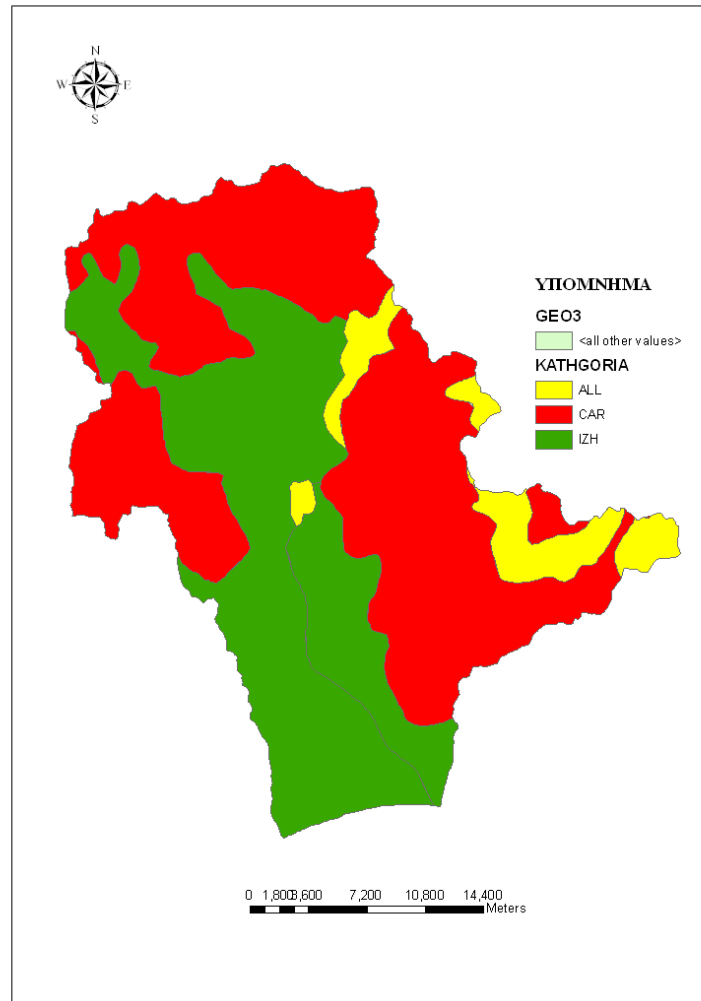 N
W E
S
ΥΠΟΜΝΗΜΑ
GEO3
<all other values>
KATHGORIA
ALL
CAR
IZH
0 1,800 3,600 7,200 10,800 14,400
Meters